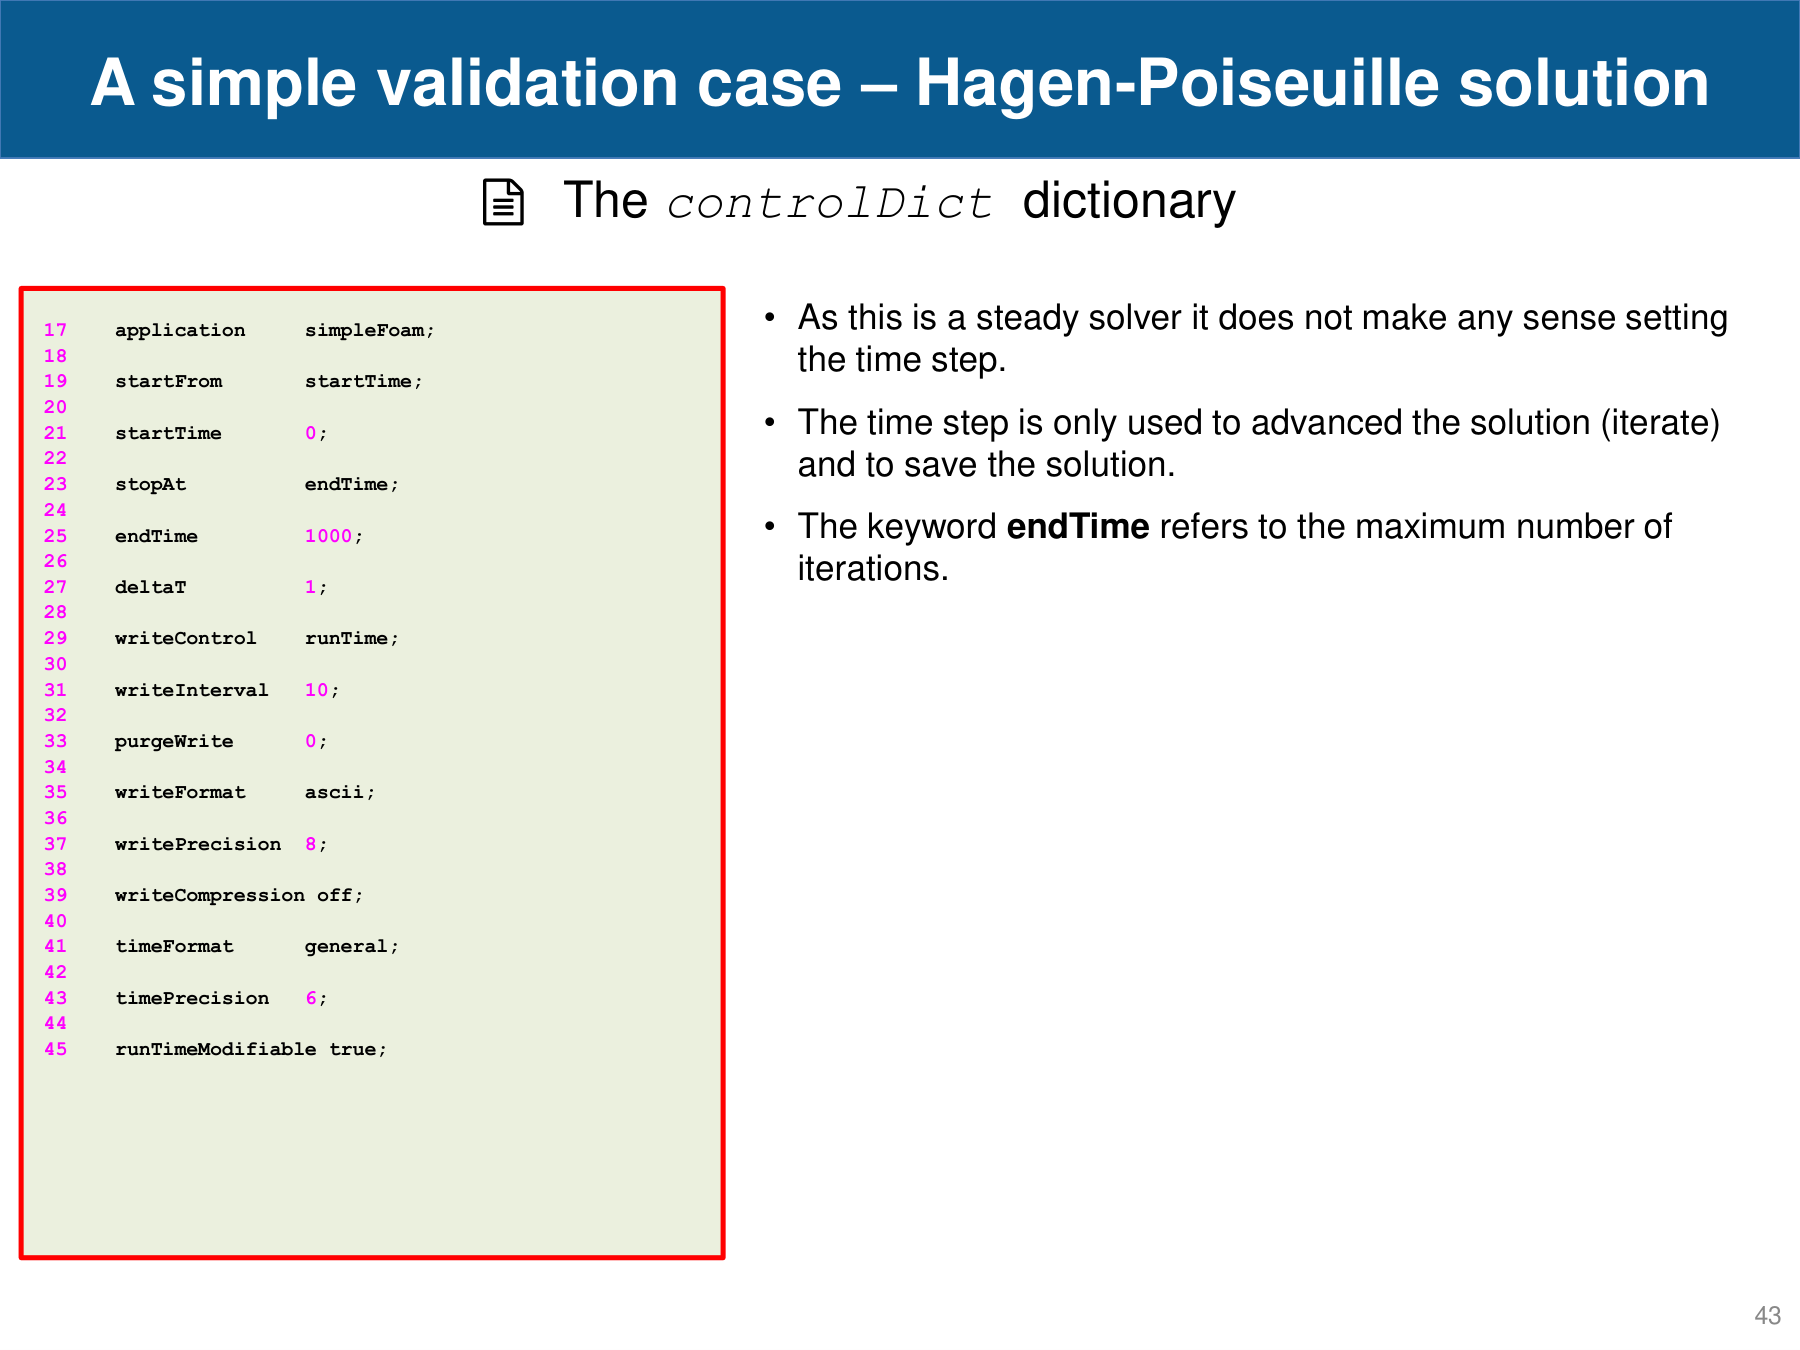 A simple validation case – Hagen-Poiseuille solution
The controlDict dictionary
17 application simpleFoam;
18
19 startFrom startTime;
20
21 startTime 0;
22
23 stopAt endTime;
24
25 endTime 1000;
26
27 deltaT 1;
28
29 writeControl runTime;
30
31 writeInterval 10;
32
33 purgeWrite 0;
34
35 writeFormat ascii;
36
37 writePrecision 8;
38
39 writeCompression off;
40
41 timeFormat general;
42
43 timePrecision 6;
44
45 runTimeModifiable true;
• As this is a steady solver it does not make any sense setting
the time step.
• The time step is only used to advanced the solution (iterate)
and to save the solution.
• The keyword endTime refers to the maximum number of
iterations.
43